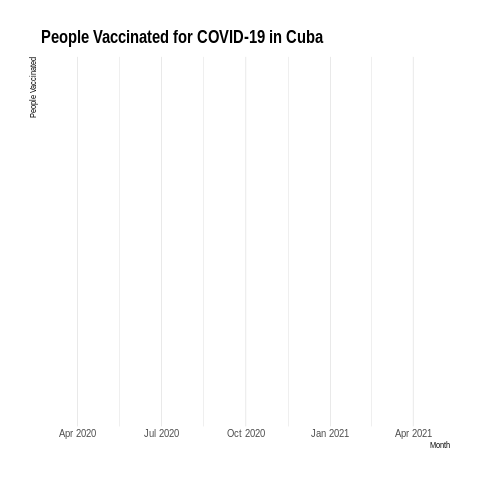 People Vaccinated for COVID-19 in Cuba
People Vaccinated
Apr 2020
Jul 2020
Oct 2020
Jan 2021
Apr 2021
Month